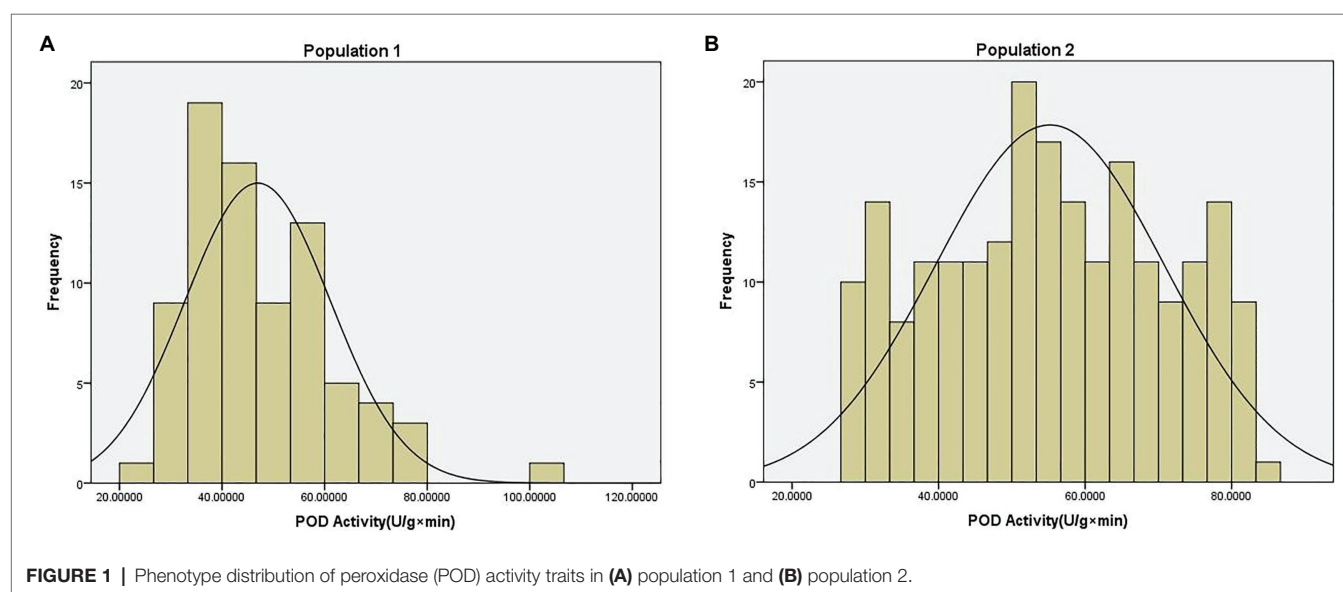 A
Population 1
Frequency
20
15
10
5
0
20.00000 40.00000 60.00000 80.00000 100.00000 120.00000
POD Activity(U/g×min)
B
Population 2
Frequency
20
15
10
5
0
20.0000 40.0000 60.0000 80.0000
POD Activity(U/g×min)
FIGURE 1 | Phenotype distribution of peroxidase (POD) activity traits in (A) population 1 and (B) population 2.